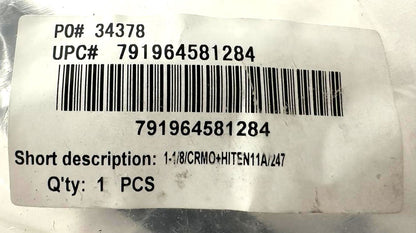 PO# 34378
UPC# 791964581284
791964581284
Short description: 1-1/8/CRMO+HITEN11A/247
Q'ty: 1 PCS